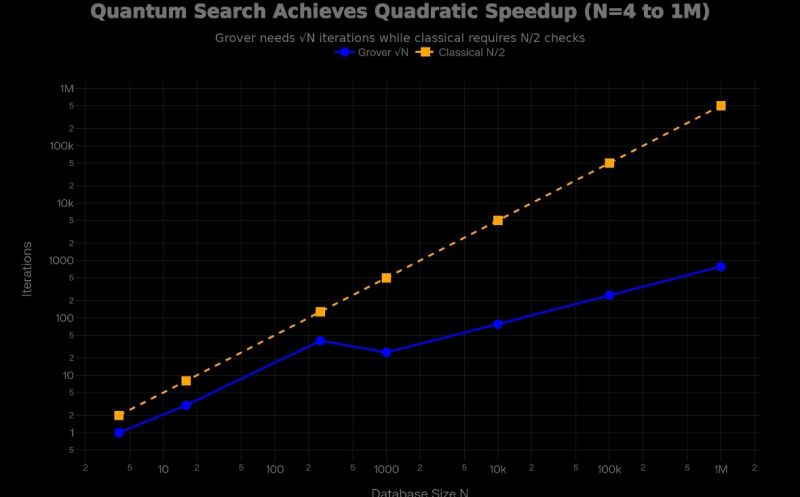 Quantum Search Achieves Quadratic Speedup (N=4 to 1M)
Grover needs √N iterations while classical requires N/2 checks
Grover √N Classical N/2
1M
5
2
100k
5
2
10k
5
2
1000
5
2
100
5
2
10
5
2
1
5
Iterations
2 5 10 2 5 100 2 5 1000 2 5 10k 2 5 100k 2 5 1M 2
Database Size N